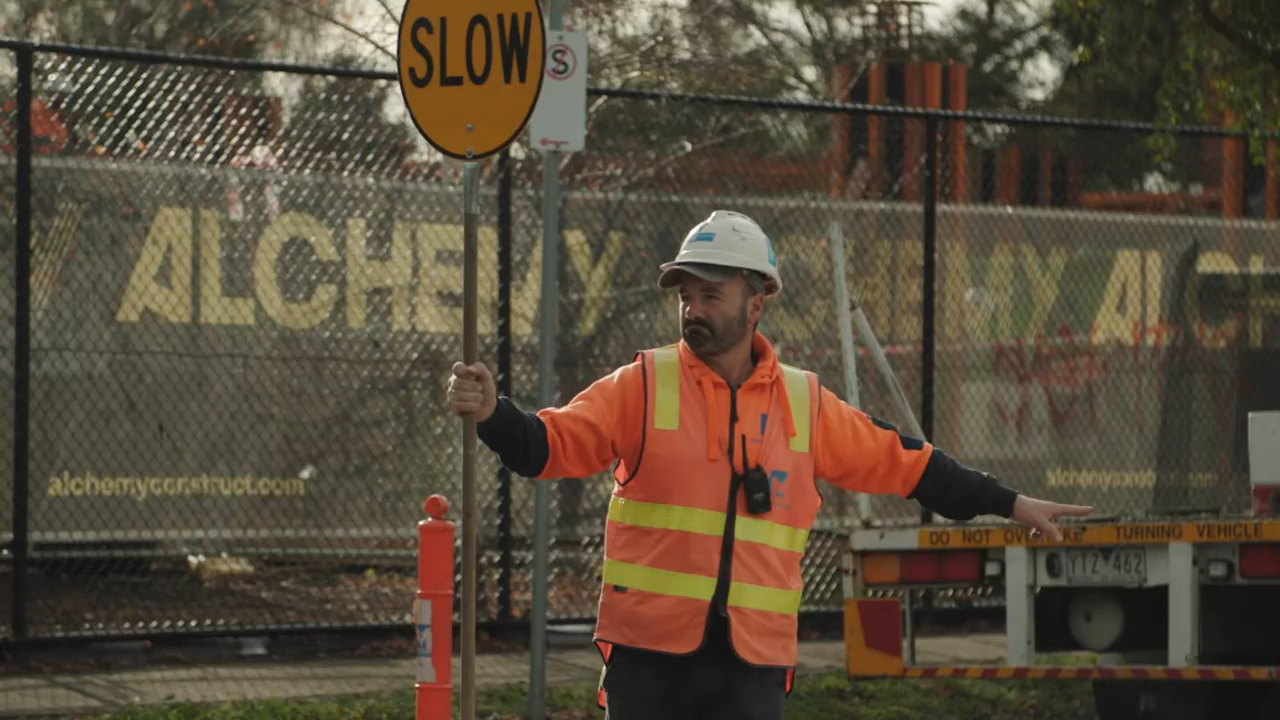 SLOW
S
ALCHEMY
alchemyconstruct.com
DO NOT OVERTAKE
TURNING VEHICLE
YTZ 462